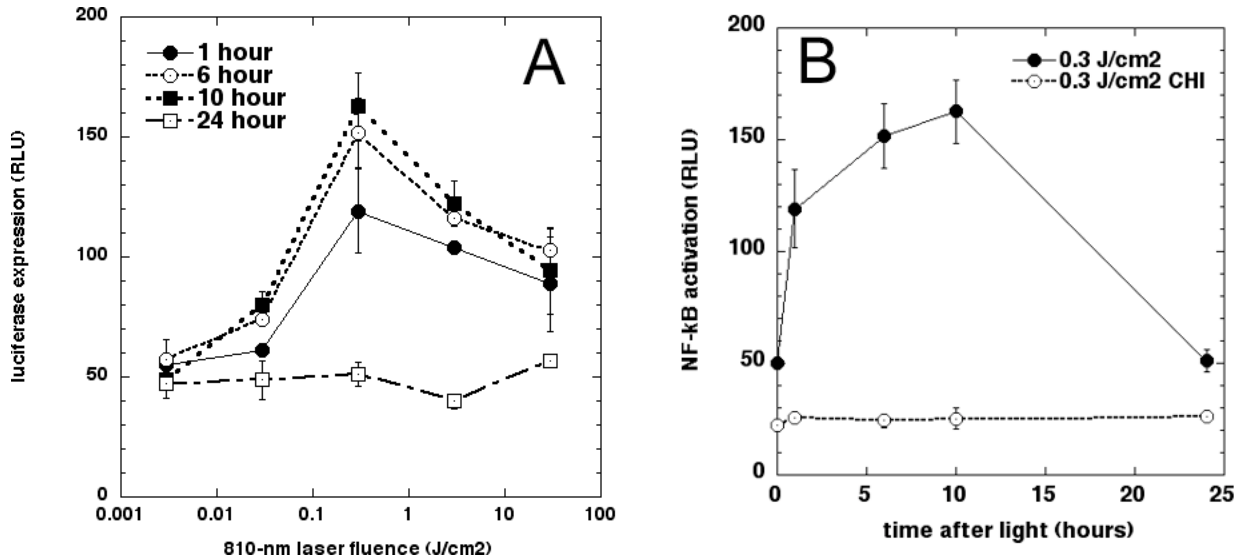 A
1 hour
6 hour
10 hour
24 hour
luciferase expression (RLU)
200
150
100
50
0
0.001 0.01 0.1 1 10 100
810-nm laser fluence (J/cm2)
B
0.3 J/cm2
0.3 J/cm2 CHI
NF-kB activation (RLU)
200
150
100
50
0
0 5 10 15 20 25
time after light (hours)